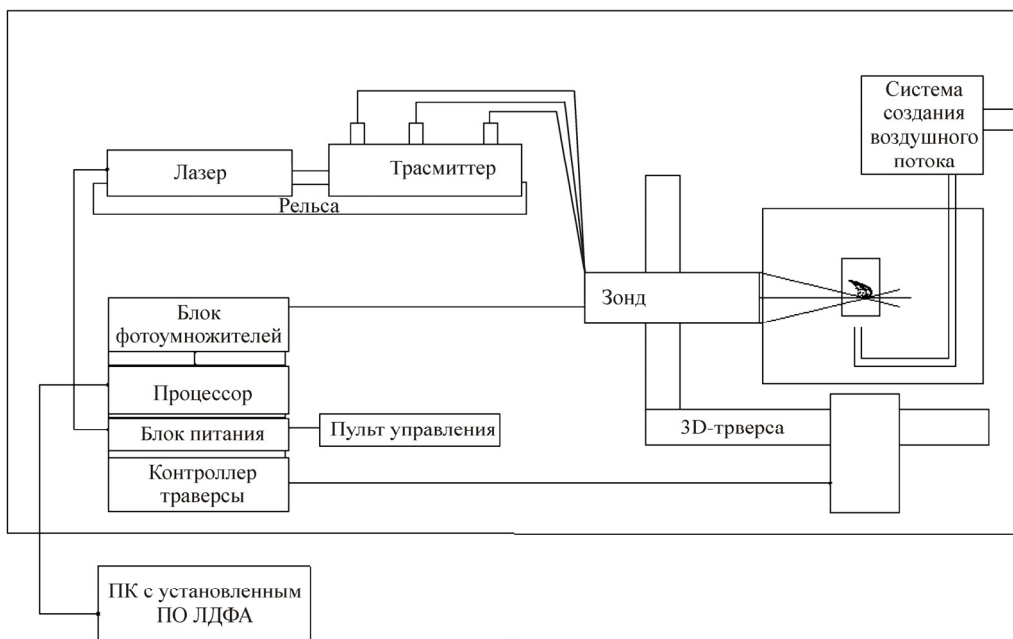 Система
создания
воздушного
потока
Лазер
Трасмиттер
Рельса
Зонд
Блок
фотоумножителей
Процессор
Блок питания
Пульт управления
3D-трверса
Контроллер
траверсы
ПК с установленным
ПО ЛДФА